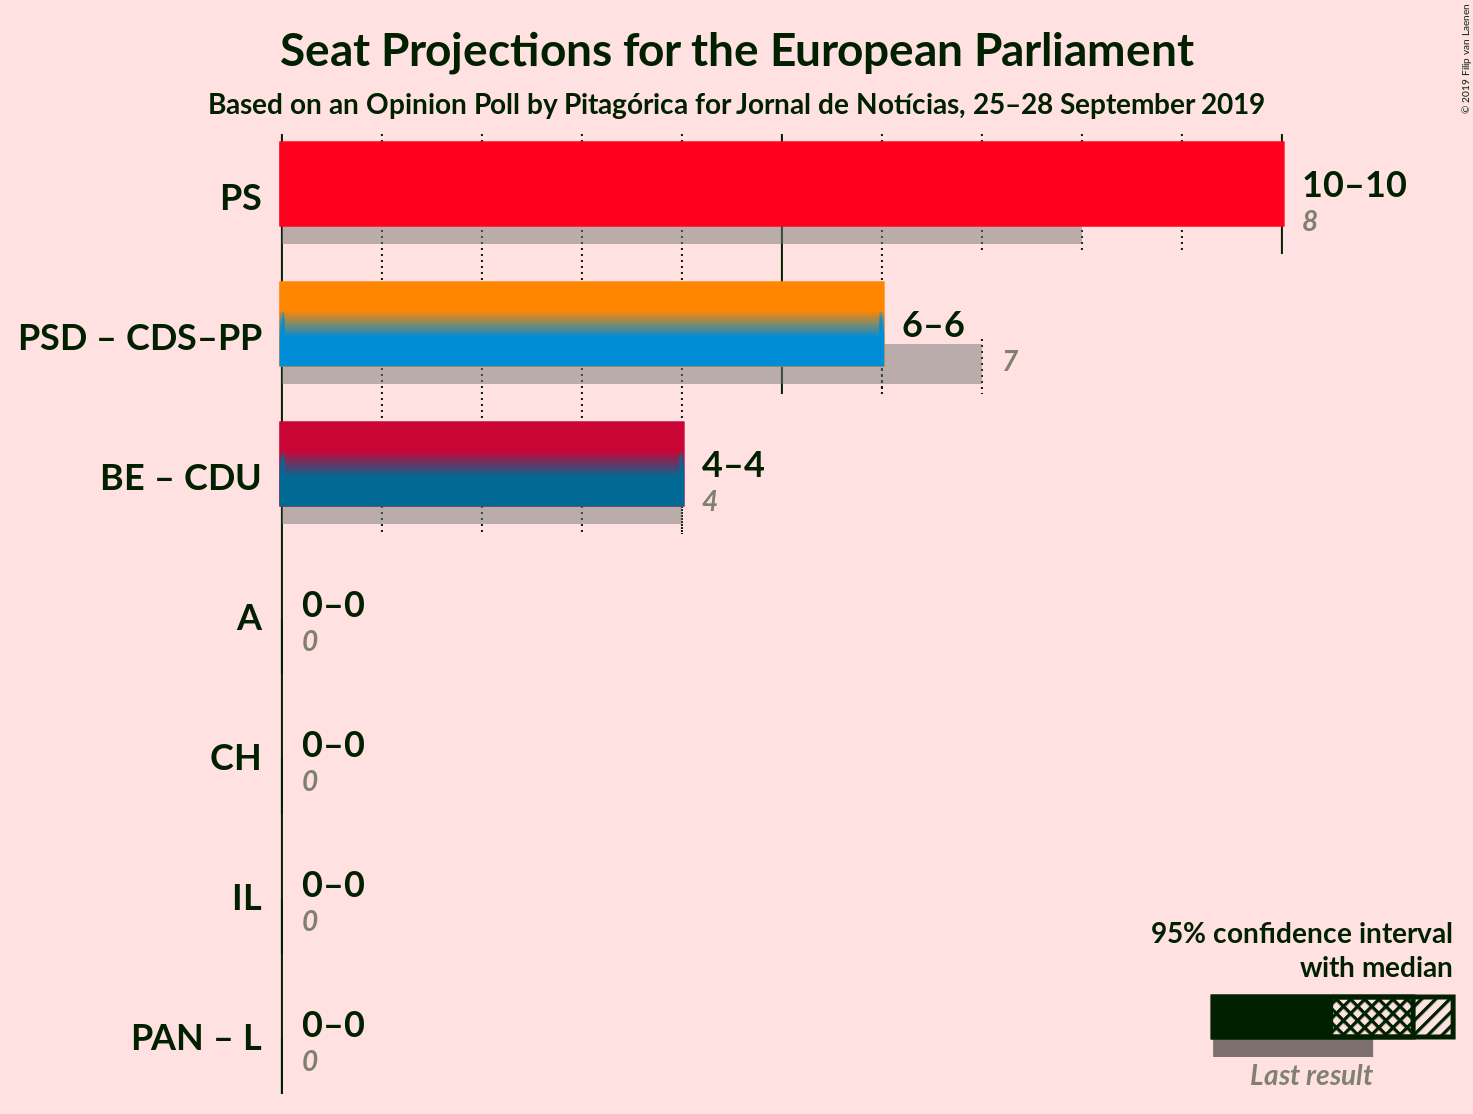 Seat Projections for the European Parliament
Based on an Opinion Poll by Pitagórica for Jornal de Notícias, 25–28 September 2019
© 2019 Filip van Laenen
PS
10–10
8
PSD – CDS–PP
6–6
7
BE – CDU
4–4
4
A
0–0
0
CH
0–0
0
IL
0–0
0
PAN – L
0–0
0
95% confidence interval
with median
Last result